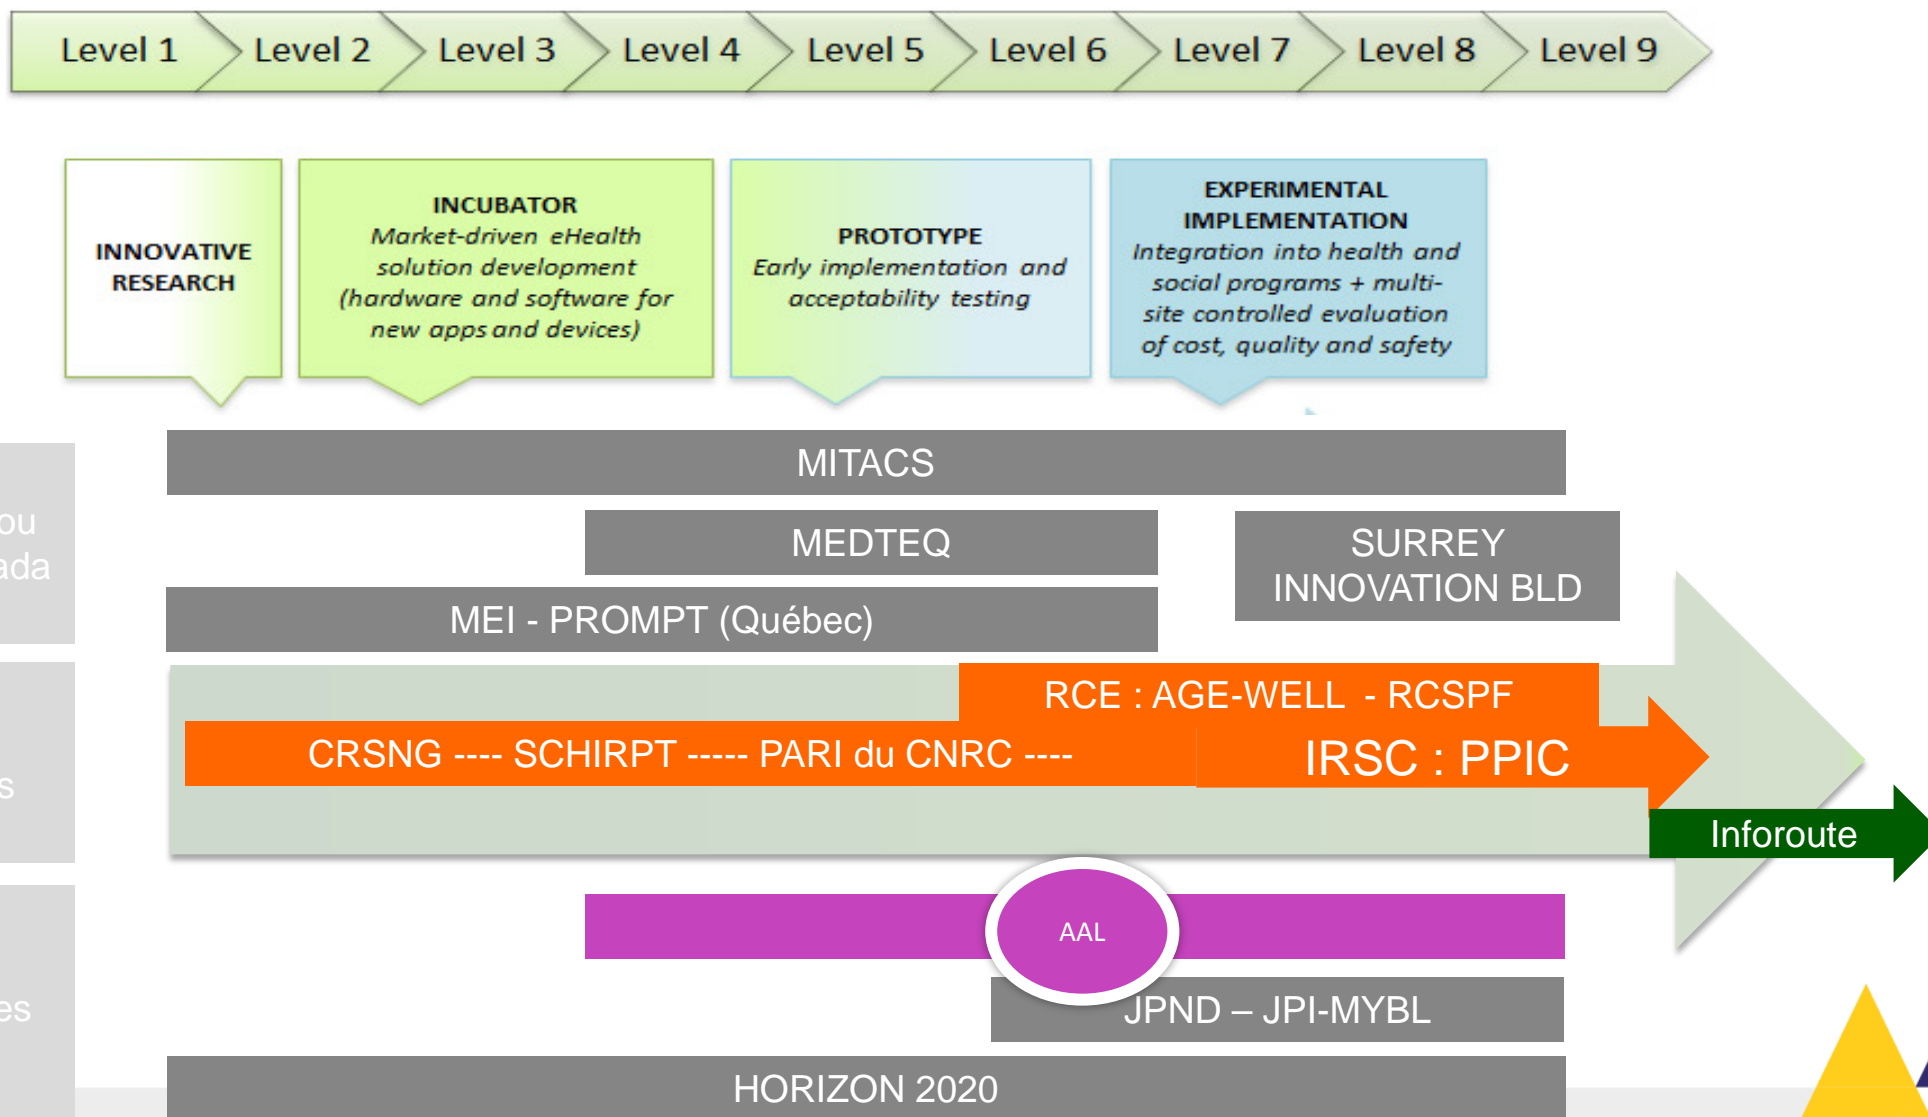 Level 1
Level 2
Level 3
Level 4
Level 5
Level 6
Level 7
Level 8
Level 9
INNOVATIVE
RESEARCH
INCUBATOR
Market-driven eHealth
solution development
(hardware and software for
new apps and devices)
PROTOTYPE
Early implementation and
acceptability testing
EXPERIMENTAL
IMPLEMENTATION
Integration into health and
social programs + multi-
site controlled evaluation
of cost, quality and safety
MITACS
ou
MEDTEQ
SURREY
INNOVATION BLD
MEI - PROMPT (Québec)
RCE : AGE-WELL - RCSPF
CRSNG ---- SCHIRPT ----- PARI du CNRC ----
IRSC : PPIC
Inforoute
AAL
JPND – JPI-MYBL
HORIZON 2020